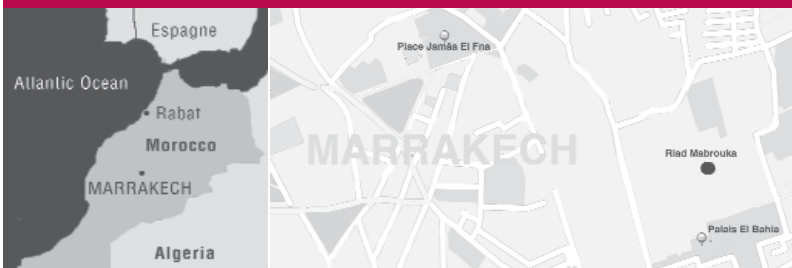 Espagne
Atlantic Ocean
Rabat
Morocco
MARRAKECH
Algeria
Place Jamâa El Fna
MARRAKECH
Riad Mabrouka
Palais El Bahia